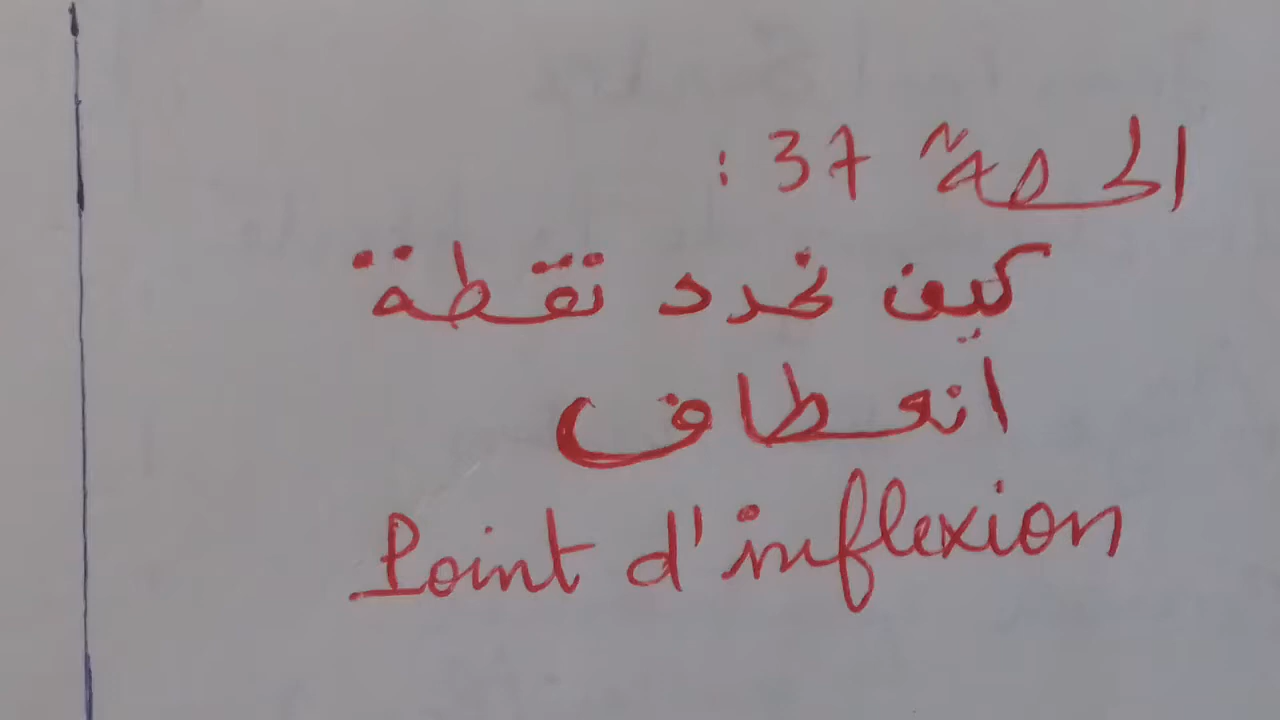 الحصة 37 :
كيف نحدد نقطة
انعطاف
Point d'inflexion